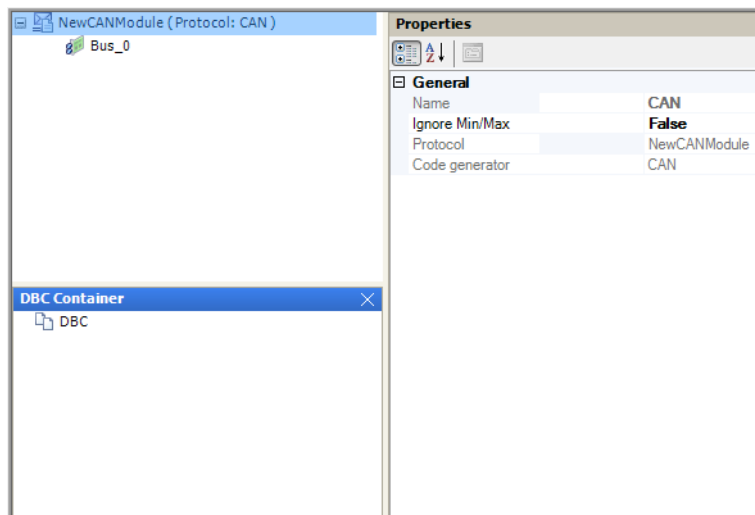 NewCANModule (Protocol: CAN)
Bus_0
DBC Container
DBC
Properties
General
Name CAN
Ignore Min/Max False
Protocol NewCANModule
Code generator CAN